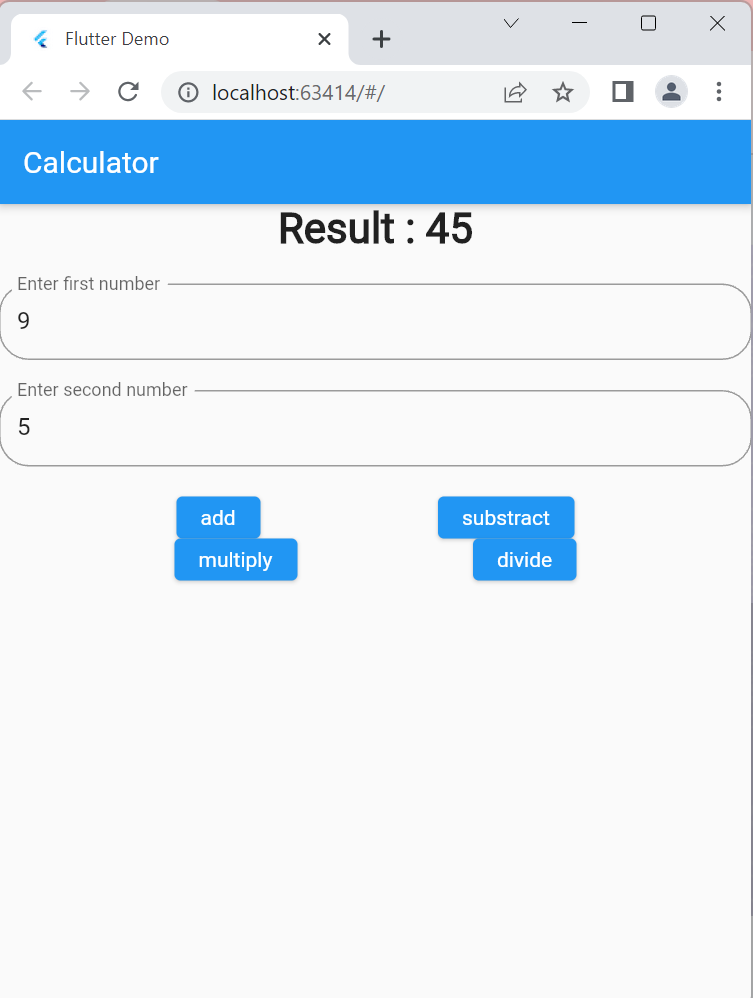 Flutter Demo
localhost:63414/#/
Calculator
Result : 45
Enter first number
9
Enter second number
5
add substract
multiply divide